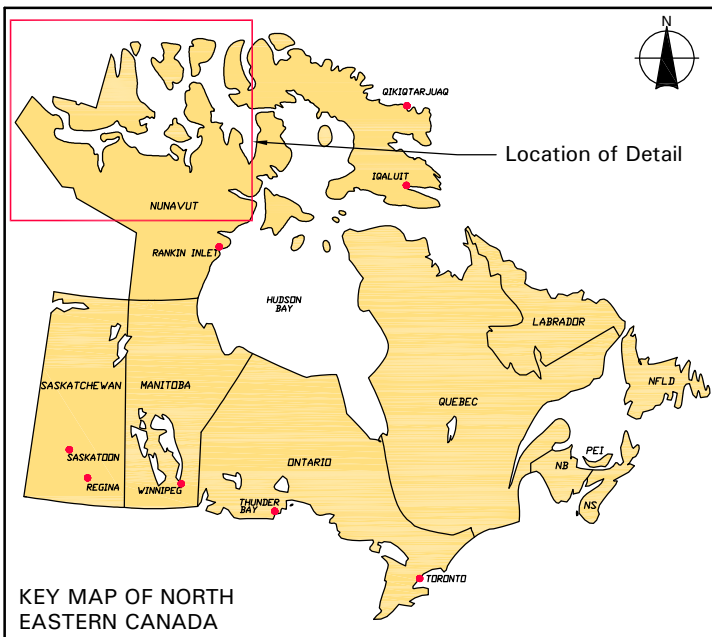 N
QIKIQTARJUAQ
Location of Detail
IQALUIT
NUNAVUT
RANKIN INLET
HUDSON
BAY
LABRADOR
SASKATCHEWAN
MANITOBA
NFLD
QUEBEC
SASKATOON
ONTARIO
PEI
NB
REGINA
WINNIPEG
THUNDER
BAY
NS
TORONTO
KEY MAP OF NORTH
EASTERN CANADA